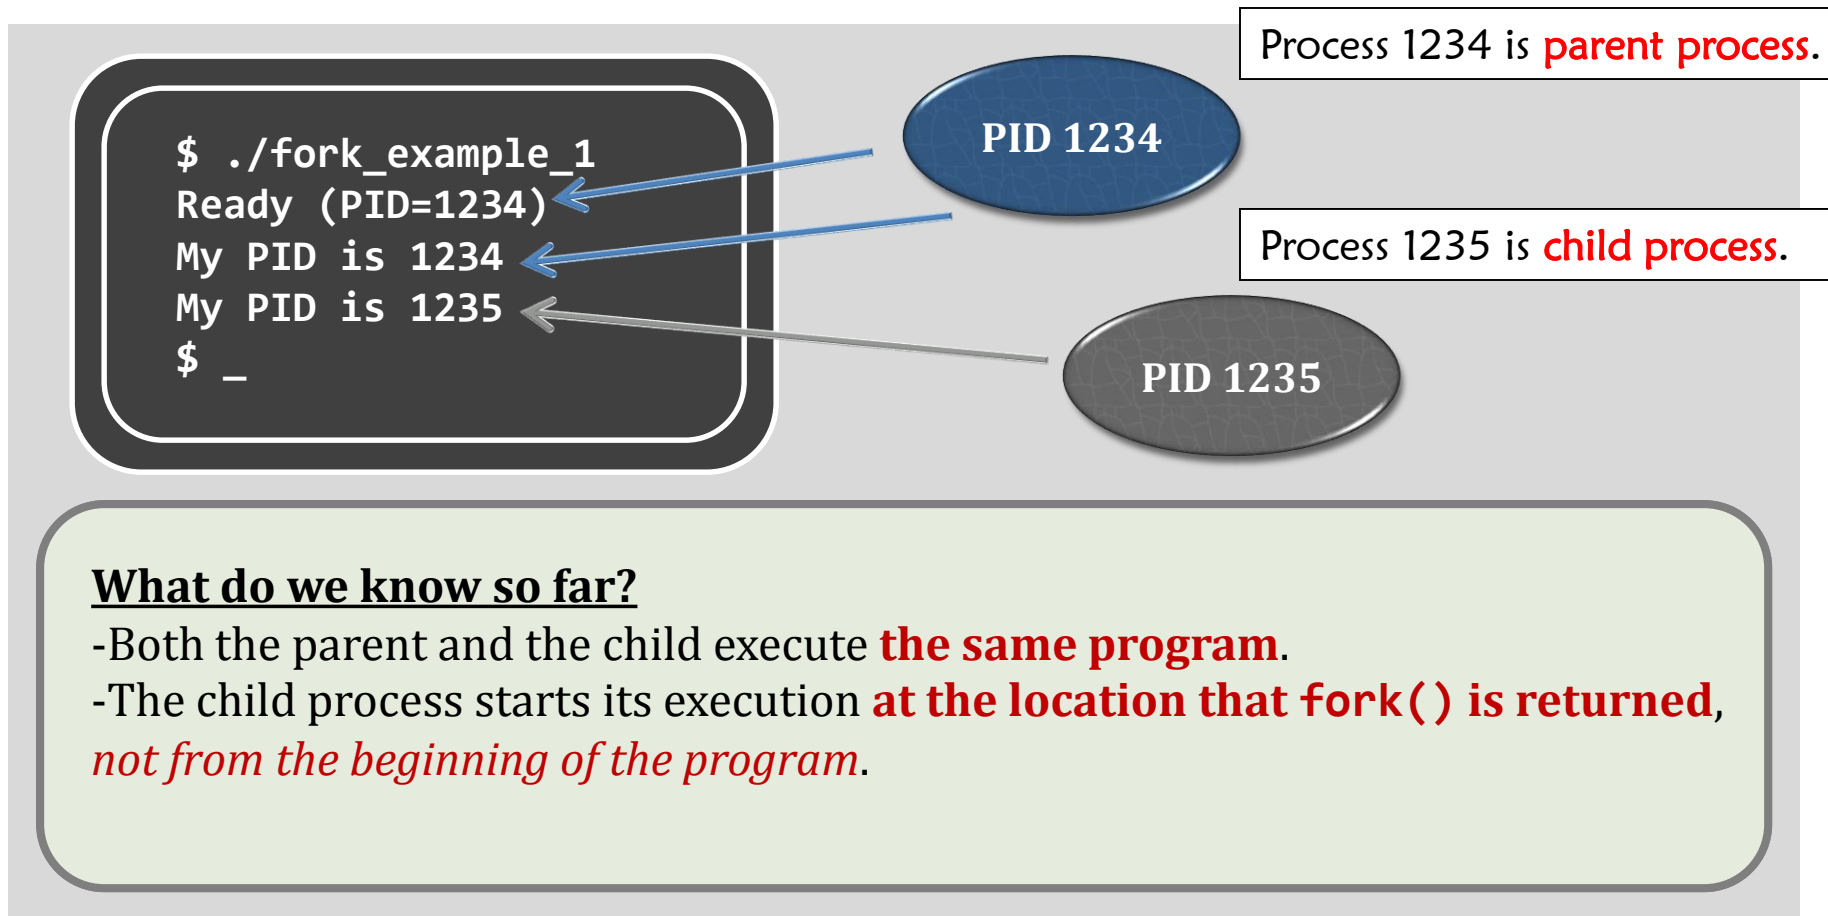 Process 1234 is parent process.
$ ./fork_example_1
Ready (PID=1234)
My PID is 1234
My PID is 1235
$ _
PID 1234
Process 1235 is child process.
PID 1235
What do we know so far?
-Both the parent and the child execute the same program.
-The child process starts its execution at the location that fork() is returned,
not from the beginning of the program.